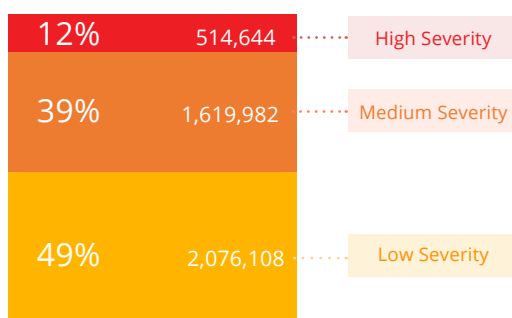 12% 514,644 High Severity
39% 1,619,982 Medium Severity
49% 2,076,108 Low Severity